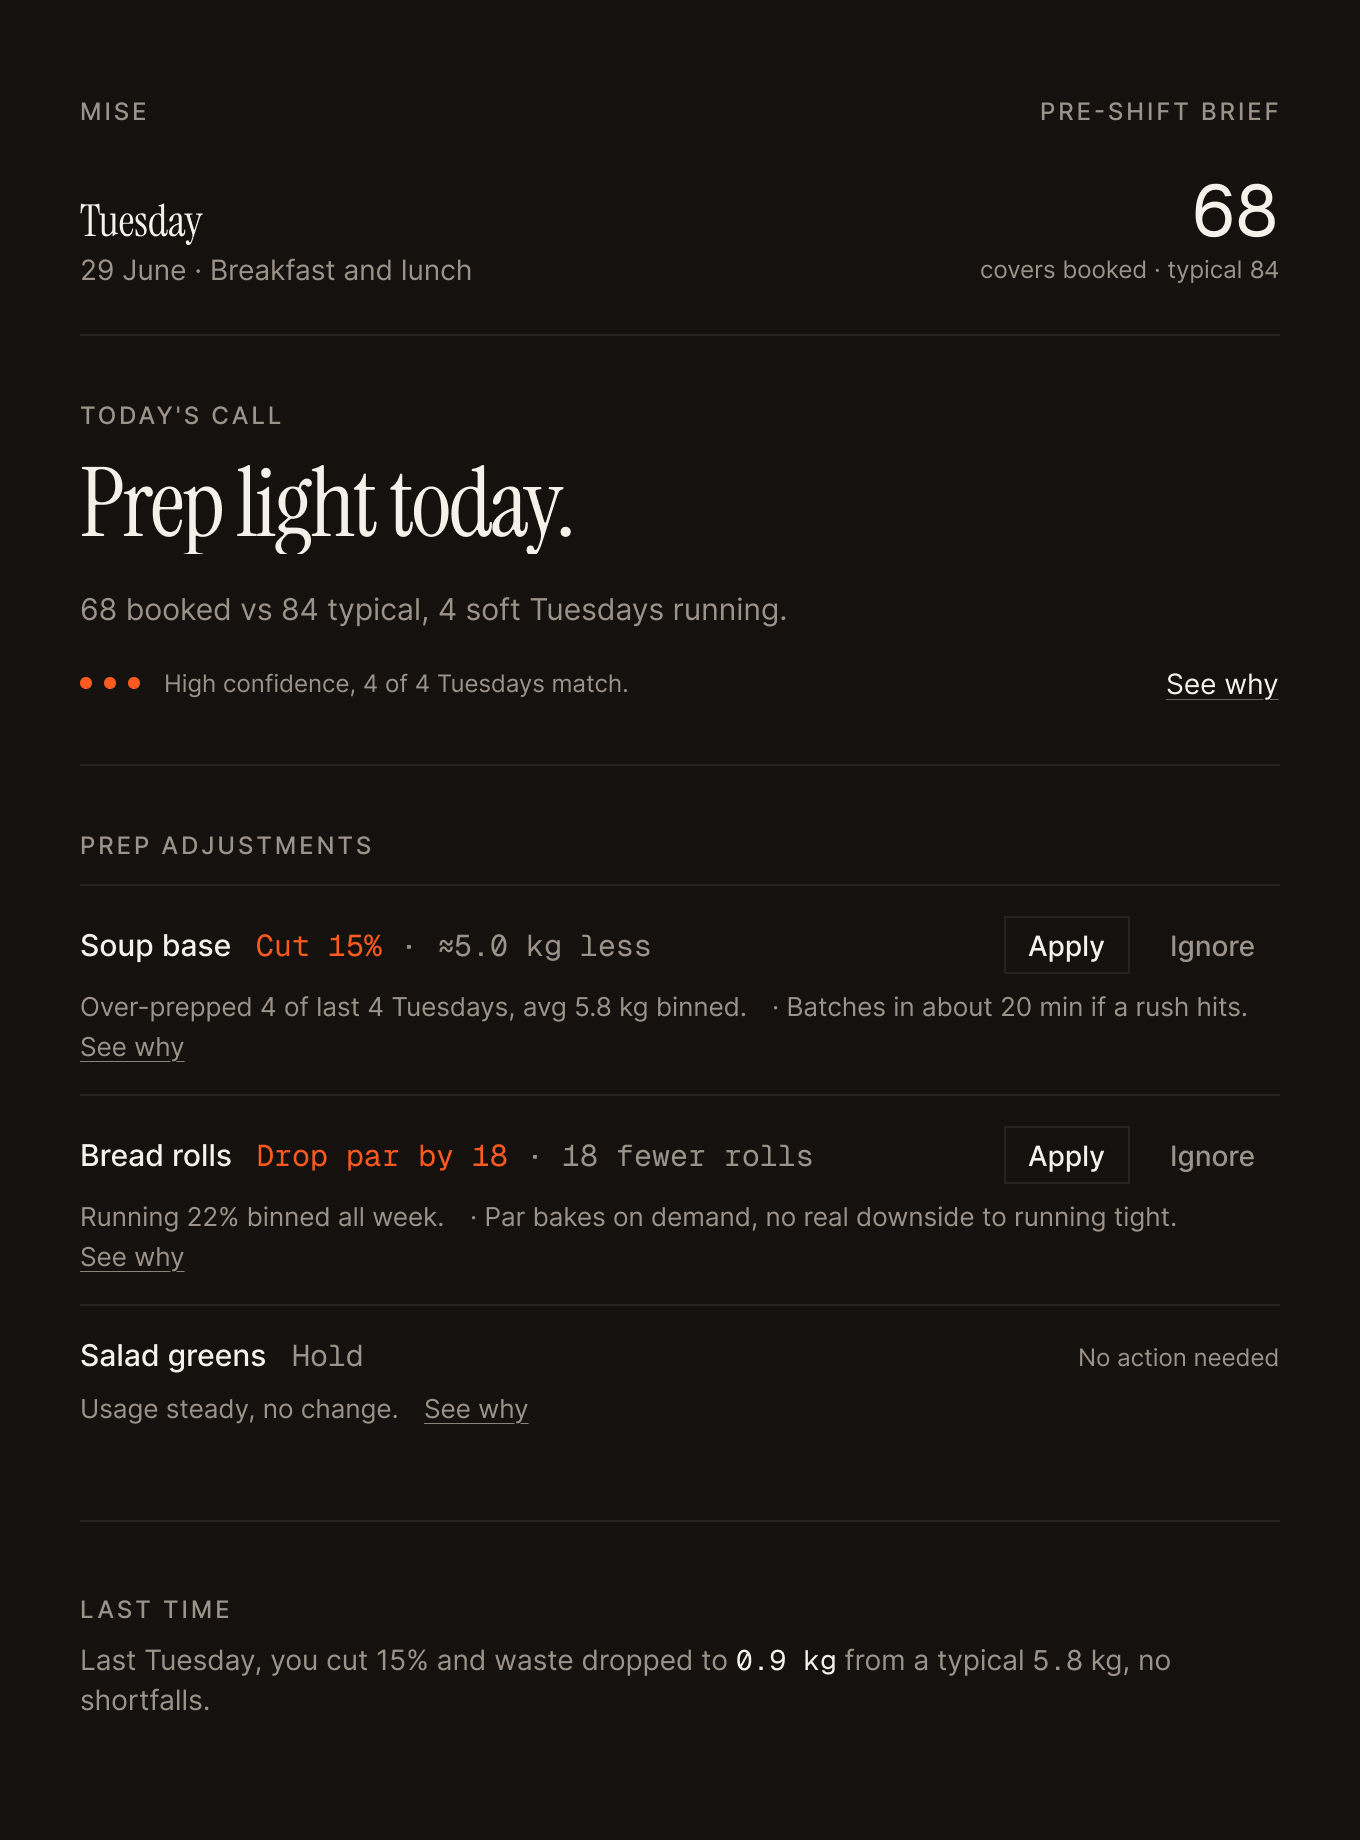 MISE
PRE-SHIFT BRIEF
Tuesday
68
29 June · Breakfast and lunch
covers booked · typical 84
TODAY'S CALL
Prep light today.
68 booked vs 84 typical, 4 soft Tuesdays running.
High confidence, 4 of 4 Tuesdays match.
See why
PREP ADJUSTMENTS
Soup base Cut 15% · ≈5.0 kg less
Apply
Ignore
Over-prepped 4 of last 4 Tuesdays, avg 5.8 kg binned. · Batches in about 20 min if a rush hits.
See why
Bread rolls Drop par by 18 · 18 fewer rolls
Apply
Ignore
Running 22% binned all week. · Par bakes on demand, no real downside to running tight.
See why
Salad greens Hold
No action needed
Usage steady, no change. See why
LAST TIME
Last Tuesday, you cut 15% and waste dropped to 0.9 kg from a typical 5.8 kg, no
shortfalls.